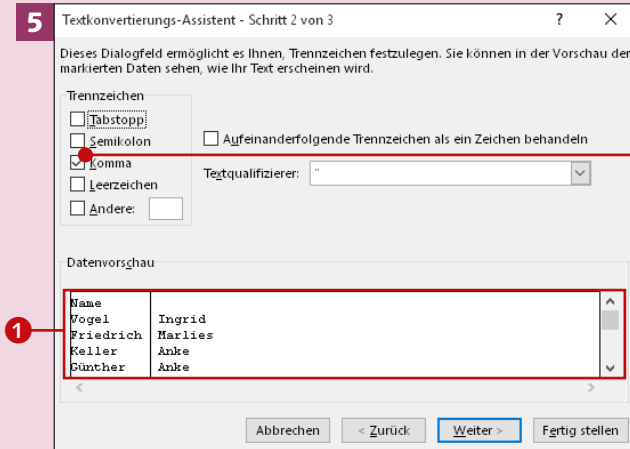 5
Textkonvertierungs-Assistent - Schritt 2 von 3
Dieses Dialogfeld ermöglicht es Ihnen, Trennzeichen festzulegen. Sie können in der Vorschau der
markierten Daten sehen, wie Ihr Text erscheinen wird.
Trennzeichen
Tabstopp
Semikolon
Aufeinanderfolgende Trennzeichen als ein Zeichen behandeln
Komma
Textqualifizierer: "
Leerzeichen
Andere:
Datenvorschau
Name
Vogel Ingrid
Friedrich Marlies
1
Keller Anke
Günther Anke
Abbrechen < Zurück Weiter > Fertig stellen